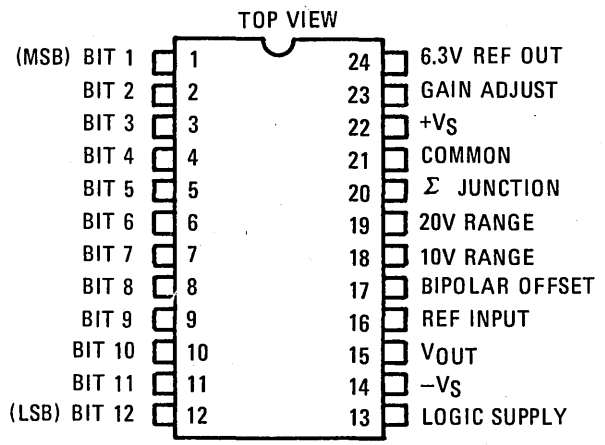 TOP VIEW
(MSB) BIT 1 1 24 6.3V REF OUT
BIT 2 2 23 GAIN ADJUST
BIT 3 3 22 +VS
BIT 4 4 21 COMMON
BIT 5 5 20 Σ JUNCTION
BIT 6 6 19 20V RANGE
BIT 7 7 18 10V RANGE
BIT 8 8 17 BIPOLAR OFFSET
BIT 9 9 16 REF INPUT
BIT 10 10 15 VOUT
BIT 11 11 14 −VS
(LSB) BIT 12 12 13 LOGIC SUPPLY